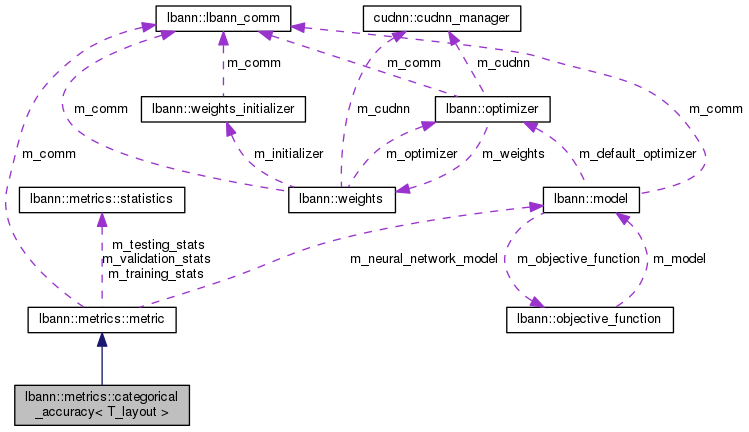 lbann::lbann_comm
cudnn::cudnn_manager
m_comm
m_comm
m_cudnn
lbann::weights_initializer
lbann::optimizer
m_comm
m_cudnn
m_comm
m_comm
m_initializer
m_optimizer
m_weights
m_default_optimizer
lbann::metrics::statistics
lbann::weights
lbann::model
m_testing_stats
m_validation_stats
m_training_stats
m_neural_network_model
m_objective_function
m_model
lbann::metrics::metric
lbann::objective_function
lbann::metrics::categorical
_accuracy< T_layout >